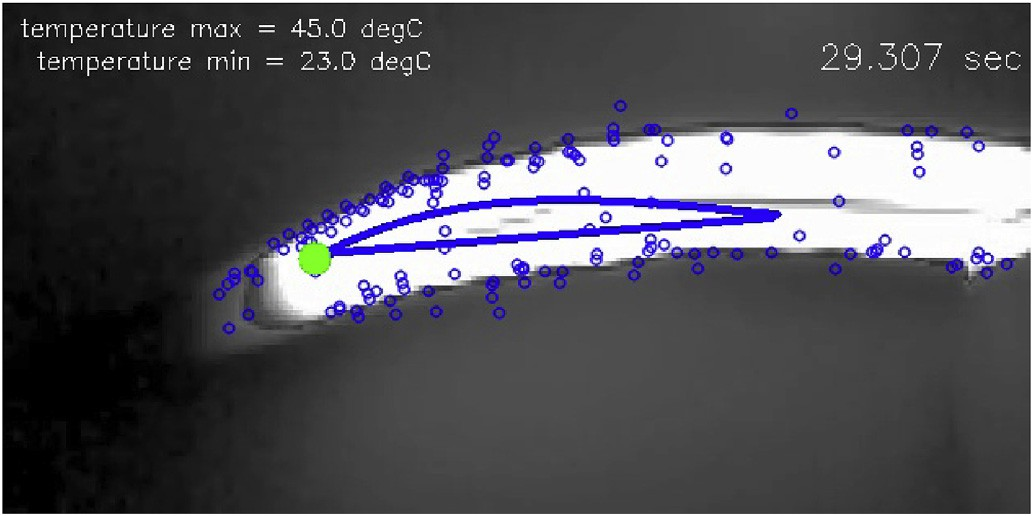 temperature max = 45.0 degC
temperature min = 23.0 degC
29.307 sec